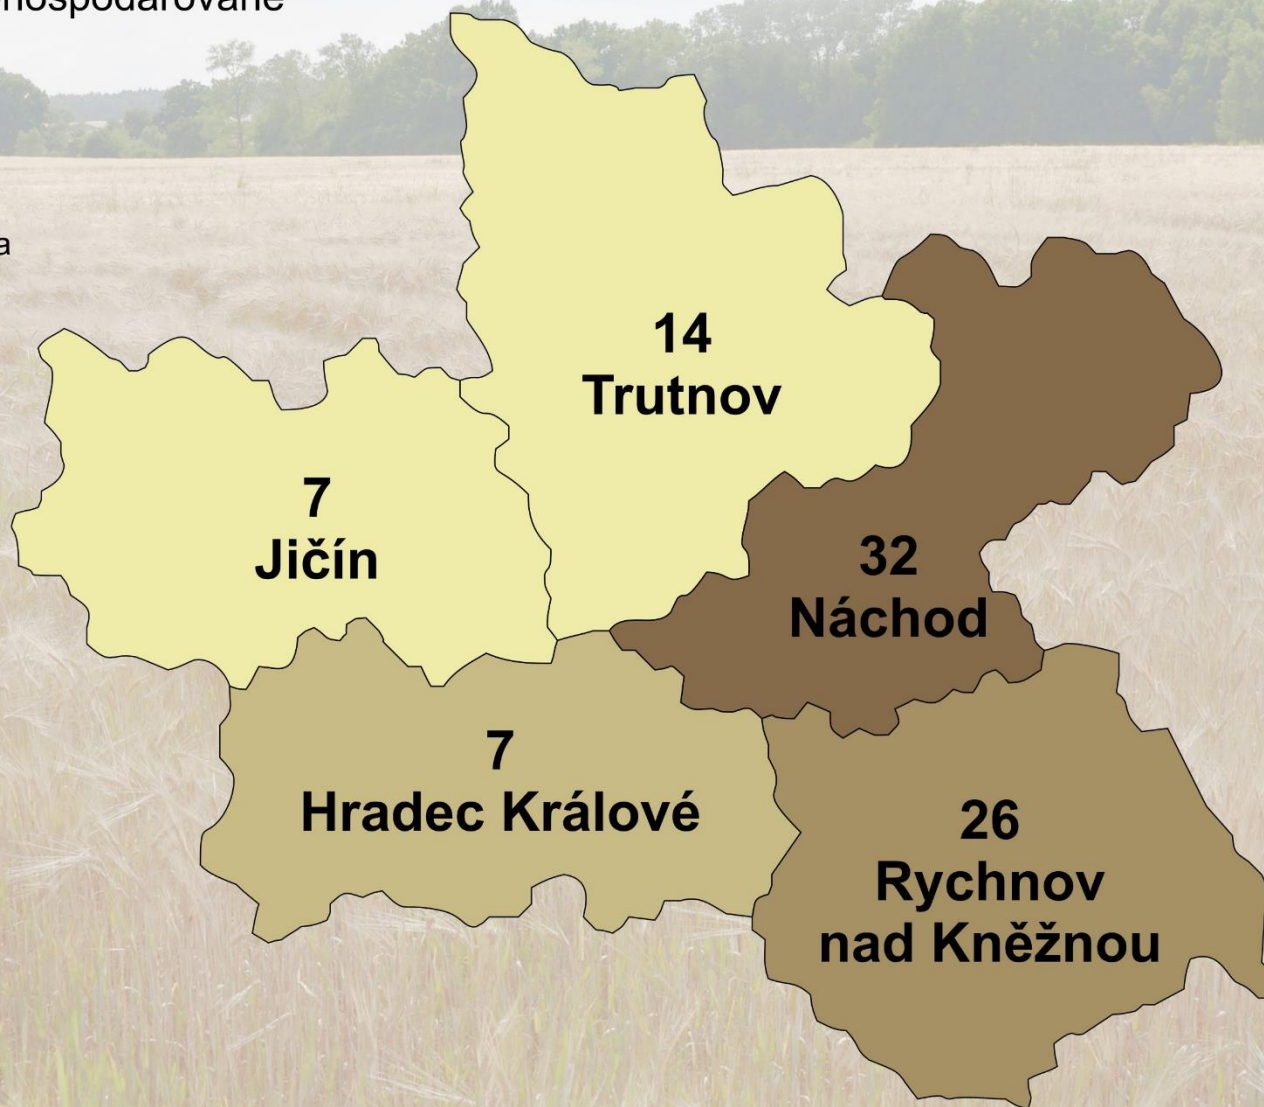 14
Trutnov
7
Jičín
32
Náchod
7
Hradec Králové
26
Rychnov
nad Kněžnou